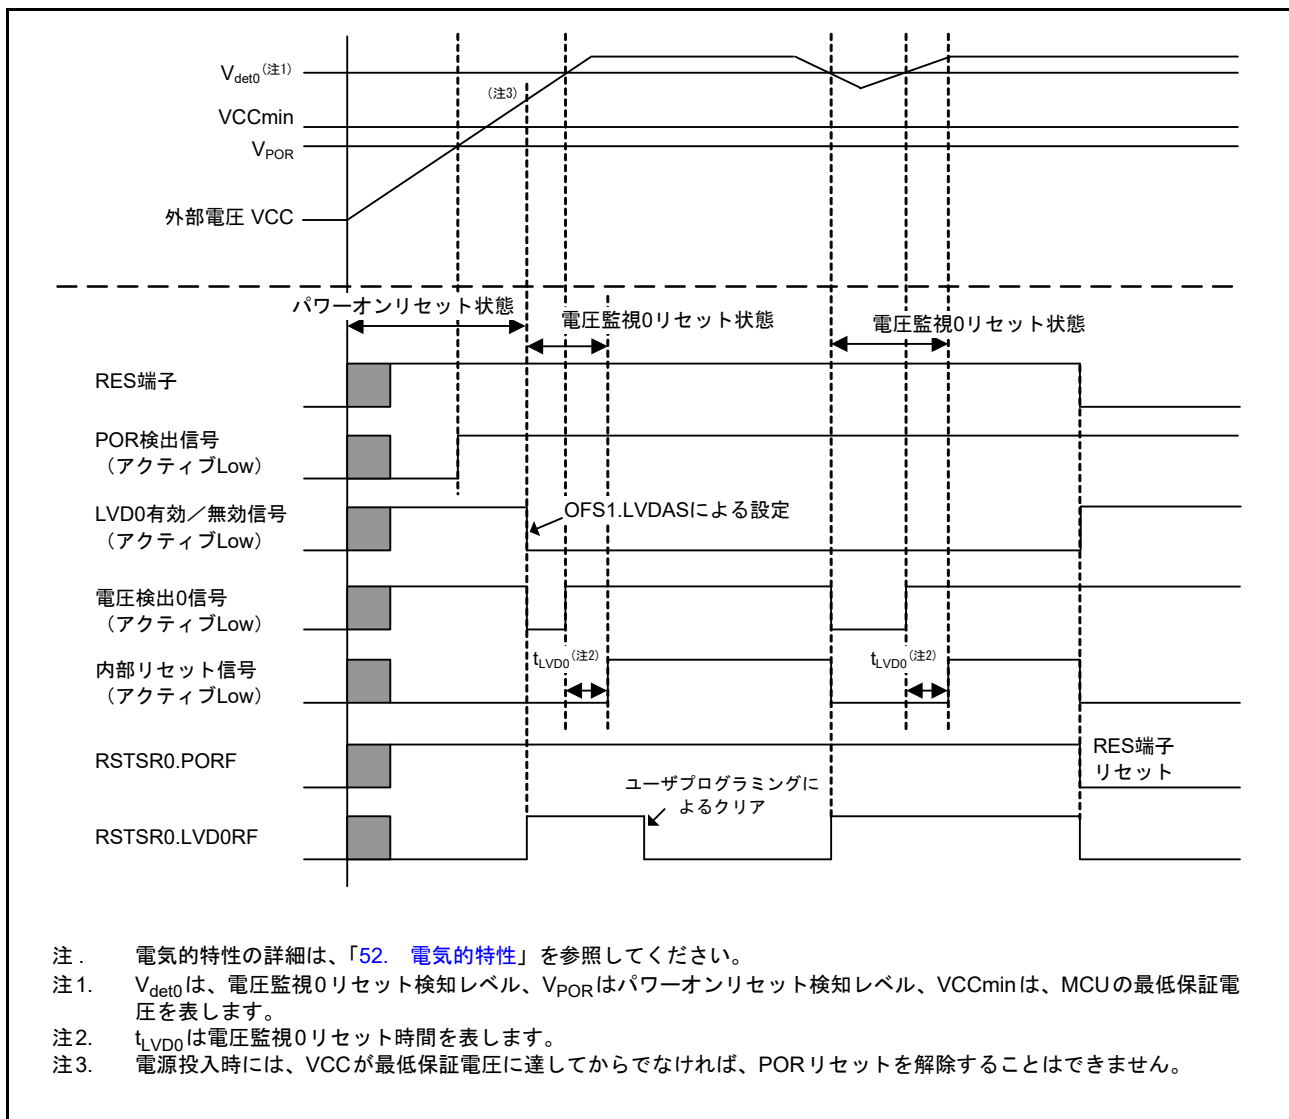 Vdet0(注1)
(注3)
VCCmin
VPOR
外部電圧 VCC
パワーオンリセット状態
電圧監視0リセット状態
電圧監視0リセット状態
RES端子
POR検出信号
(アクティブLow)
LVD0有効/無効信号
(アクティブLow)
OFS1.LVDASによる設定
電圧検出0信号
(アクティブLow)
tLVD0(注2)
tLVD0(注2)
内部リセット信号
(アクティブLow)
RSTSR0.PORF
RES端子
リセット
ユーザプログラミングに
よるクリア
RSTSR0.LVD0RF
注. 電気的特性の詳細は、「52. 電気的特性」を参照してください。
注1. Vdet0は、電圧監視0リセット検知レベル、VPORはパワーオンリセット検知レベル、VCCminは、MCUの最低保証電
圧を表します。
注2. tLVD0は電圧監視0リセット時間を表します。
注3. 電源投入時には、VCCが最低保証電圧に達してからでなければ、PORリセットを解除することはできません。